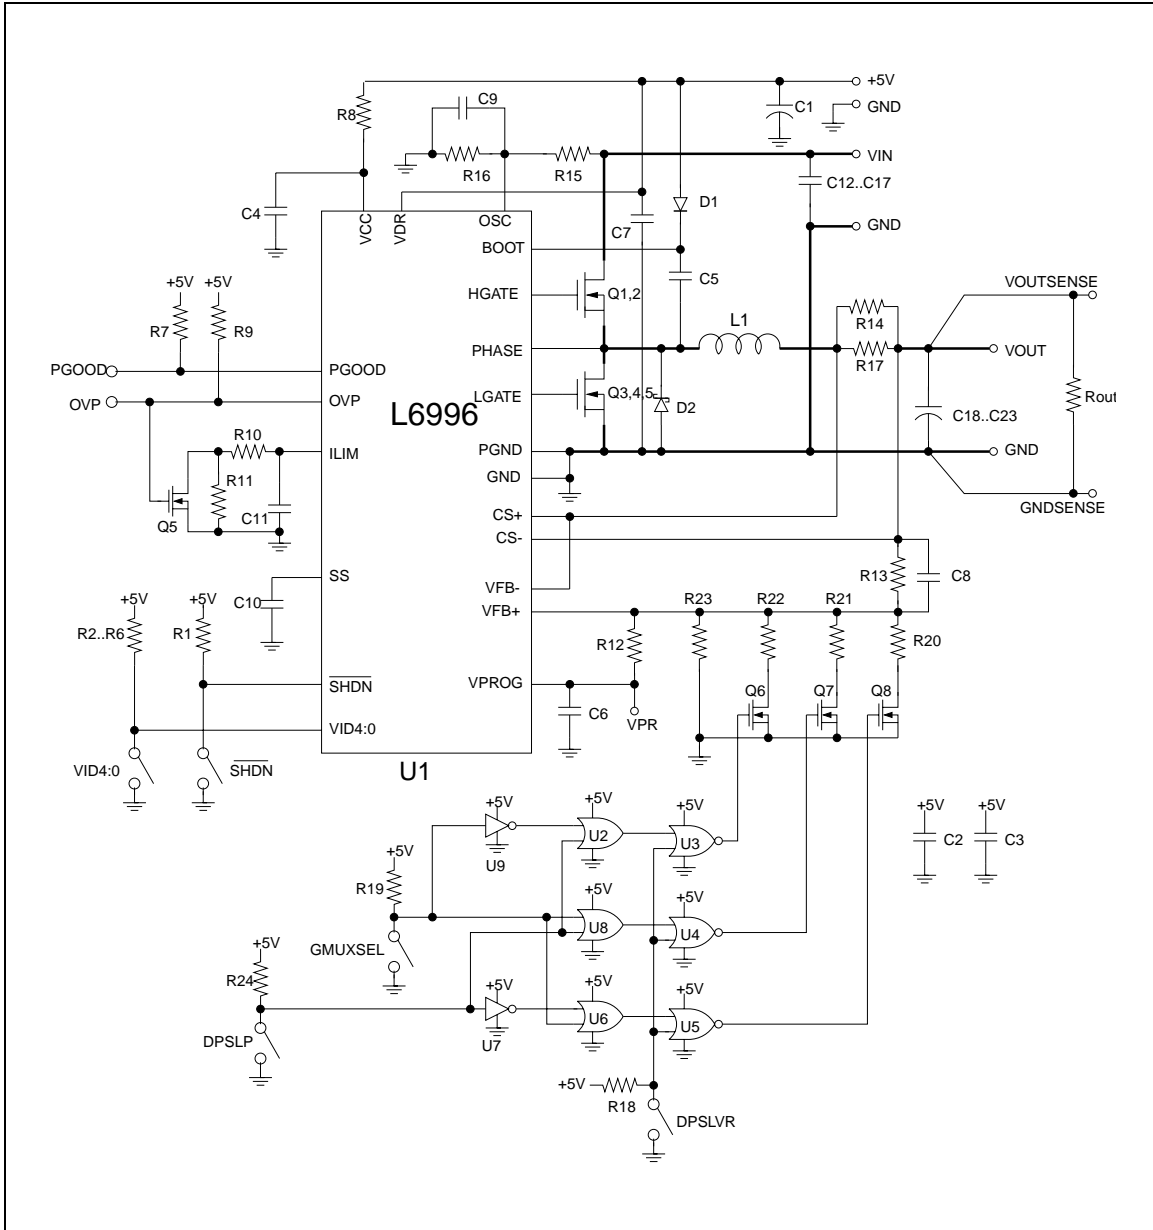 +5V
C9
R8
C1
GND
R16
R15
VIN
C12..C17
C4
VCC
VDR
OSC
C7
D1
GND
BOOT
+5V
+5V
C5
VOUTSENSE
HGATE
Q1,2
R7
R9
L1
R14
PHASE
VOUT
R17
PGOOD
PGOOD
LGATE
Q3,4,5
D2
Rout
OVP
OVP
L6996
C18..C23
R10
ILIM
PGND
GND
R11
GND
Q5
C11
CS+
GNDSENSE
CS-
SS
R13
C8
+5V
+5V
C10
VFB-
R23
R22
R21
VFB+
R2..R6
R1
R12
R20
SHDN
VPROG
Q6
Q7
Q8
C6
VPR
VID4:0
VID4:0
SHDN
U1
+5V
+5V
+5V
+5V
+5V
U2
U3
C2
C3
U9
+5V
R19
+5V
+5V
U8
U4
GMUXSEL
+5V
R24
+5V
+5V
+5V
U6
U5
DPSLP
U7
+5V
R18
DPSLVR